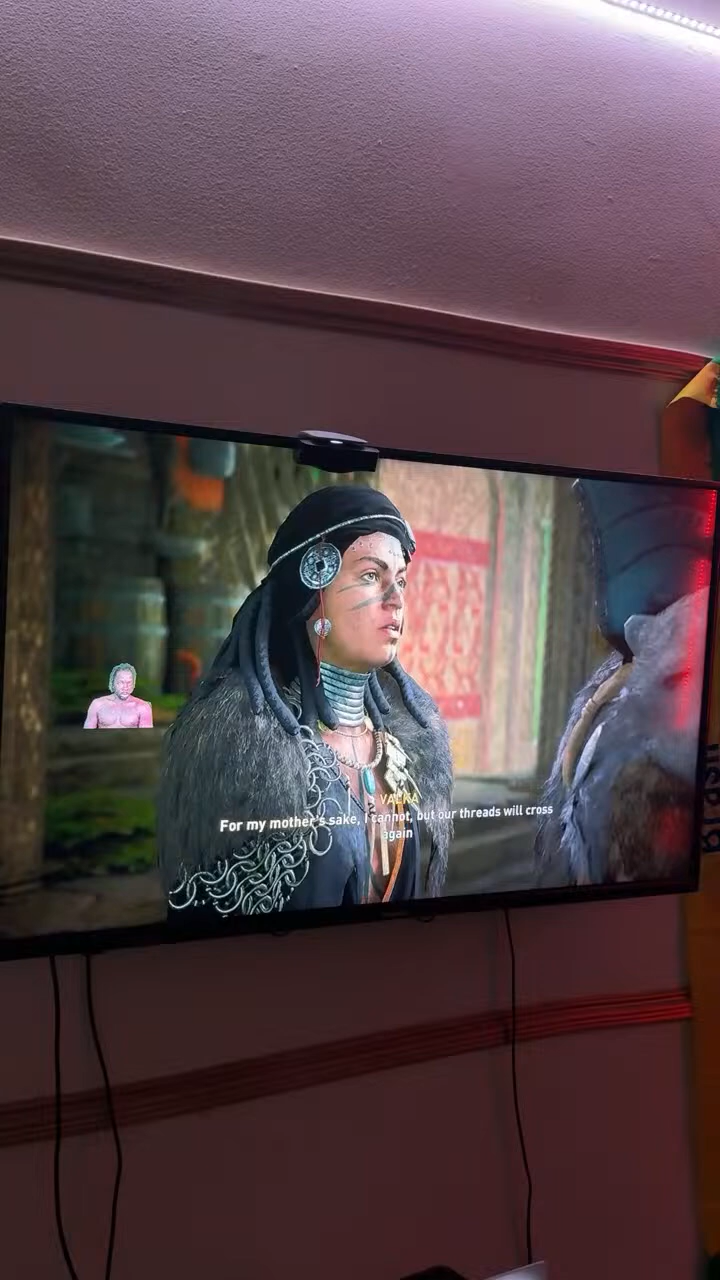 VALKA
For my mother's sake, I cannot, but our threads will cross
again